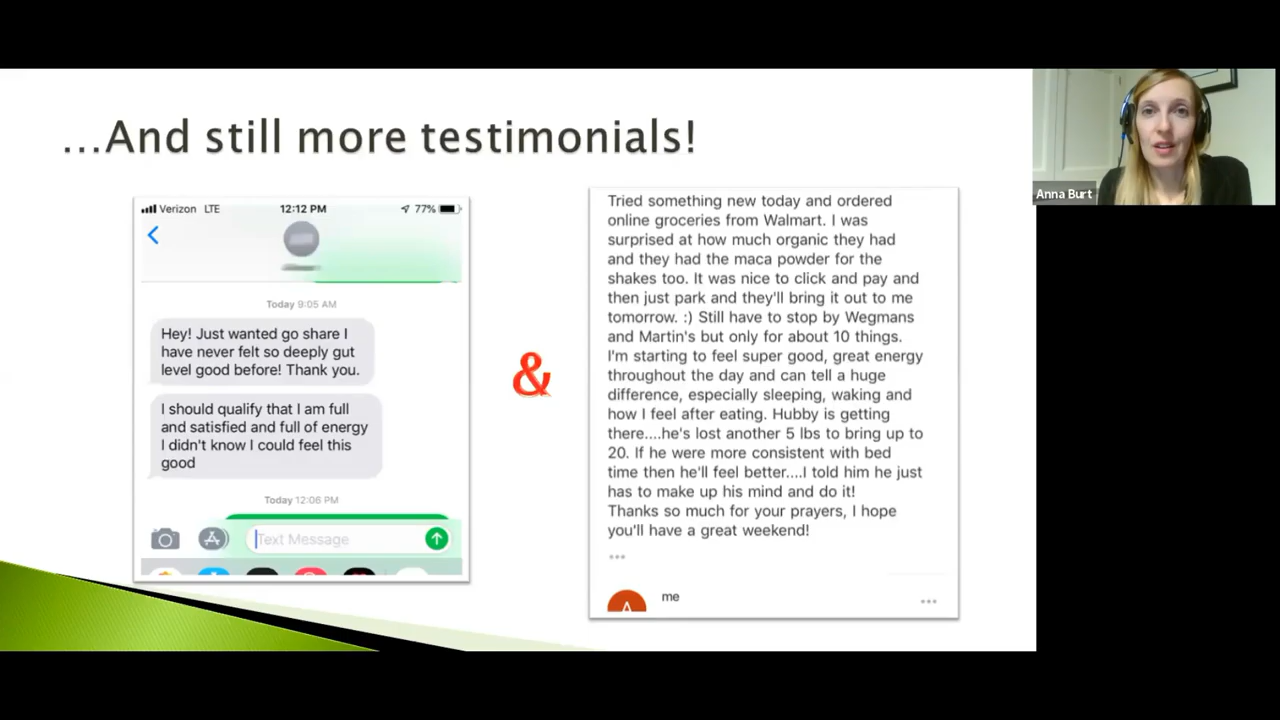 ...And still more testimonials!
Verizon LTE
12:12 PM
77%
Today 9:05 AM
Hey! Just wanted go share I
have never felt so deeply gut
level good before! Thank you.
I should qualify that I am full
and satisfied and full of energy
I didn't know I could feel this
good
Today 12:06 PM
Text Message
&
Tried something new today and ordered
online groceries from Walmart. I was
surprised at how much organic they had
and they had the maca powder for the
shakes too. It was nice to click and pay and
then just park and they'll bring it out to me
tomorrow. :) Still have to stop by Wegmans
and Martin's but only for about 10 things.
I'm starting to feel super good, great energy
throughout the day and can tell a huge
difference, especially sleeping, waking and
how I feel after eating. Hubby is getting
there....he's lost another 5 lbs to bring up to
20. If he were more consistent with bed
time then he'll feel better....I told him he just
has to make up his mind and do it!
Thanks so much for your prayers, I hope
you'll have a great weekend!
...
A
me
...
Anna Burt